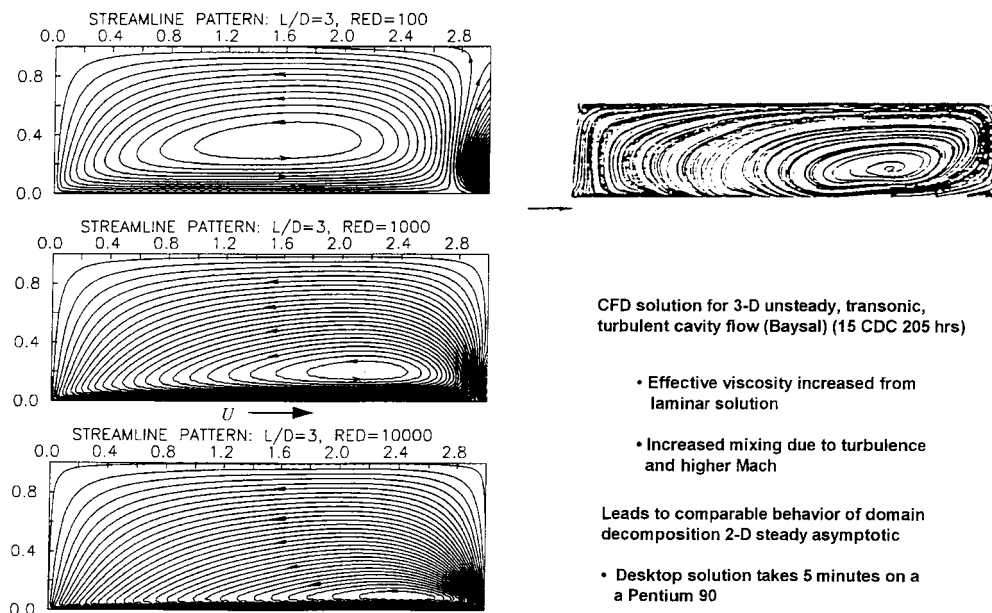 STREAMLINE PATTERN: L/D=3, RED=100
0.0 0.4 0.8 1.2 1.6 2.0 2.4 2.8
0.8
0.4
0.0
STREAMLINE PATTERN: L/D=3, RED=1000
0.0 0.4 0.8 1.2 1.6 2.0 2.4 2.8
0.8
0.4
0.0
U
STREAMLINE PATTERN: L/D=3, RED=10000
0.0 0.4 0.8 1.2 1.6 2.0 2.4 2.8
0.8
0.4
0.0
CFD solution for 3-D unsteady, transonic,
turbulent cavity flow (Baysal) (15 CDC 205 hrs)
• Effective viscosity increased from
laminar solution
• Increased mixing due to turbulence
and higher Mach
Leads to comparable behavior of domain
decomposition 2-D steady asymptotic
• Desktop solution takes 5 minutes on a
a Pentium 90